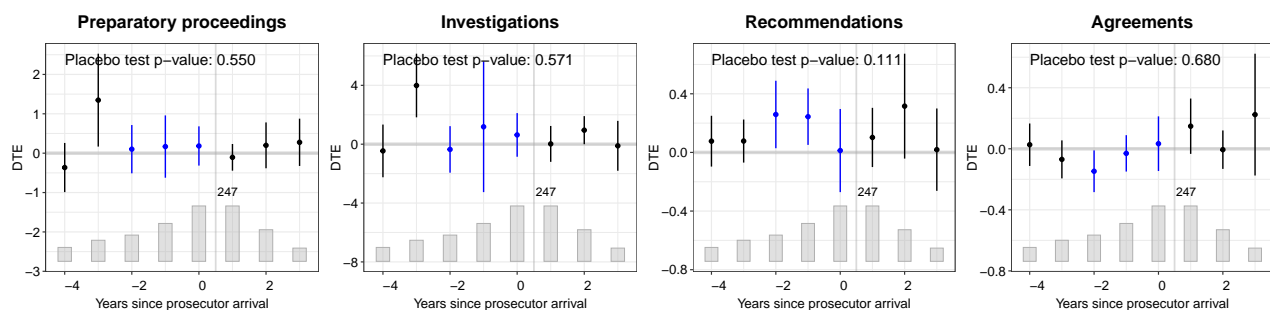 Preparatory proceedings
Placebo test p−value: 0.550
DTE
2
1
0
−1
−2
−3
247
−4
−2
0
2
Years since prosecutor arrival
Investigations
Placebo test p−value: 0.571
DTE
4
0
−4
−8
247
−4
−2
0
2
Years since prosecutor arrival
Recommendations
Placebo test p−value: 0.111
DTE
0.4
0.0
−0.4
−0.8
247
−4
−2
0
2
Years since prosecutor arrival
Agreements
Placebo test p−value: 0.680
DTE
0.4
0.0
−0.4
−0.8
247
−4
−2
0
2
Years since prosecutor arrival